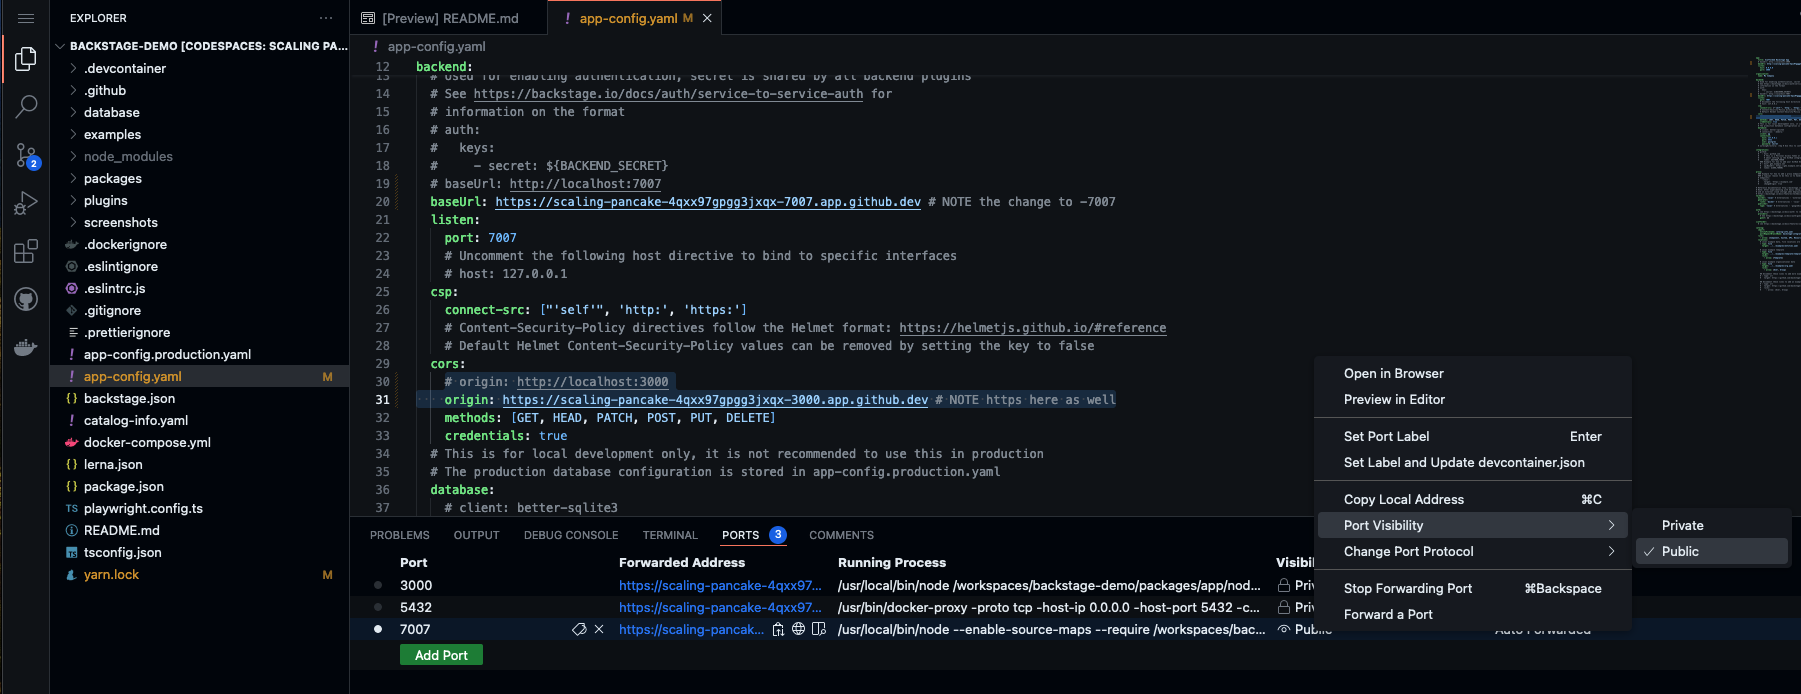 EXPLORER
BACKSTAGE-DEMO [CODESPACES: SCALING PA...
.devcontainer
.github
database
examples
node_modules
packages
plugins
screenshots
.dockerignore
.eslintignore
.eslintrc.js
.gitignore
.prettierignore
app-config.production.yaml
app-config.yaml M
backstage.json
catalog-info.yaml
docker-compose.yml
lerna.json
package.json
playwright.config.ts
README.md
tsconfig.json
yarn.lock M
2
[Preview] README.md
! app-config.yaml M
! app-config.yaml
12 backend:
13 # Used for enabling authentication, secret is shared by all backend plugins
14 # See https://backstage.io/docs/auth/service-to-service-auth for
15 # information on the format
16 # auth:
17 #   keys:
18 #     - secret: ${BACKEND_SECRET}
19 # baseUrl: http://localhost:7007
20 baseUrl: https://scaling-pancake-4qxx97gpgg3jxqx-7007.app.github.dev # NOTE the change to -7007
21 listen:
22 port: 7007
23 # Uncomment the following host directive to bind to specific interfaces
24 # host: 127.0.0.1
25 csp:
26 connect-src: ["'self'", 'http:', 'https:']
27 # Content-Security-Policy directives follow the Helmet format: https://helmetjs.github.io/#reference
28 # Default Helmet Content-Security-Policy values can be removed by setting the key to false
29 cors:
30 # origin: http://localhost:3000
31 origin: https://scaling-pancake-4qxx97gpgg3jxqx-3000.app.github.dev # NOTE https here as well
32 methods: [GET, HEAD, PATCH, POST, PUT, DELETE]
33 credentials: true
34 # This is for local development only, it is not recommended to use this in production
35 # The production database configuration is stored in app-config.production.yaml
36 database:
37 # client: better-sqlite3
PROBLEMS OUTPUT DEBUG CONSOLE TERMINAL PORTS 3 COMMENTS
Port Forwarded Address Running Process Visibi
3000 https://scaling-pancake-4qxx97... /usr/local/bin/node /workspaces/backstage-demo/packages/app/nod... Pri
5432 https://scaling-pancake-4qxx97... /usr/bin/docker-proxy -proto tcp -host-ip 0.0.0.0 -host-port 5432 -c... Pri
7007 https://scaling-pancak... /usr/local/bin/node --enable-source-maps --require /workspaces/bac... Public Auto Forwarded
Add Port
Open in Browser
Preview in Editor
Set Port Label Enter
Set Label and Update devcontainer.json
Copy Local Address ⌘C
Port Visibility
Change Port Protocol
Stop Forwarding Port ⌘Backspace
Forward a Port
Private
Public